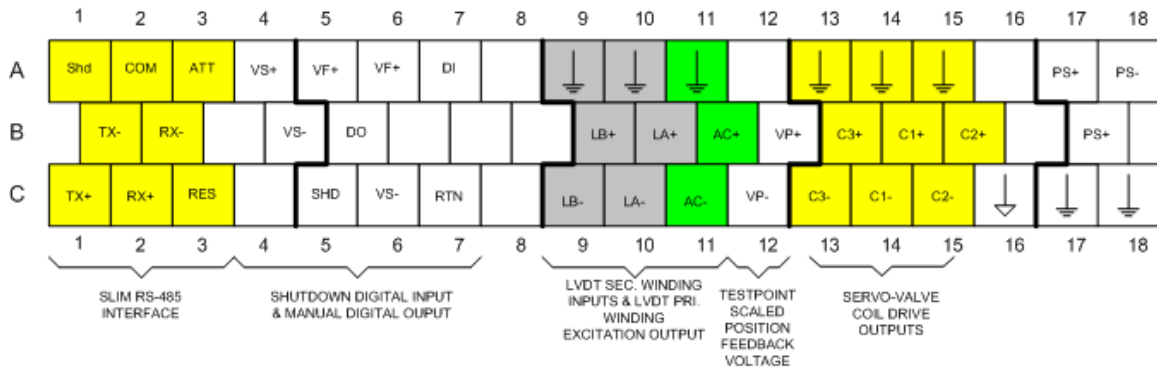 1 2 3 4 5 6 7 8 9 10 11 12 13 14 15 16 17 18
A Shd COM ATT VS+ VF+ VF+ DI PS+ PS-
B TX- RX- VS- DO LB+ LA+ AC+ VP+ C3+ C1+ C2+ PS+
C TX+ RX+ RES SHD VS- RTN LB- LA- AC- VP- C3- C1- C2-
1 2 3 4 5 6 7 8 9 10 11 12 13 14 15 16 17 18
SLIM RS-485
INTERFACE
SHUTDOWN DIGITAL INPUT
& MANUAL DIGITAL OUPUT
LVDT SEC. WINDING
INPUTS & LVDT PRI.
WINDING
EXCITATION OUTPUT
TESTPOINT
SCALED
POSITION
FEEDBACK
VOLTAGE
SERVO-VALVE
COIL DRIVE
OUTPUTS